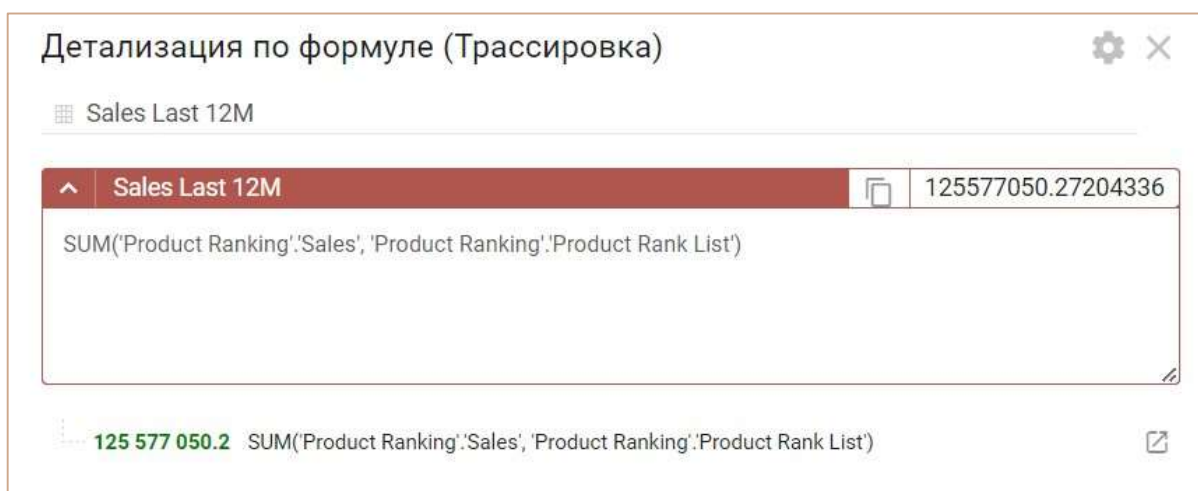 Детализация по формуле (Трассировка)
Sales Last 12M
Sales Last 12M 125577050.27204336
SUM('Product Ranking'.'Sales', 'Product Ranking'.'Product Rank List')
125 577 050.2 SUM('Product Ranking'.'Sales', 'Product Ranking'.'Product Rank List')